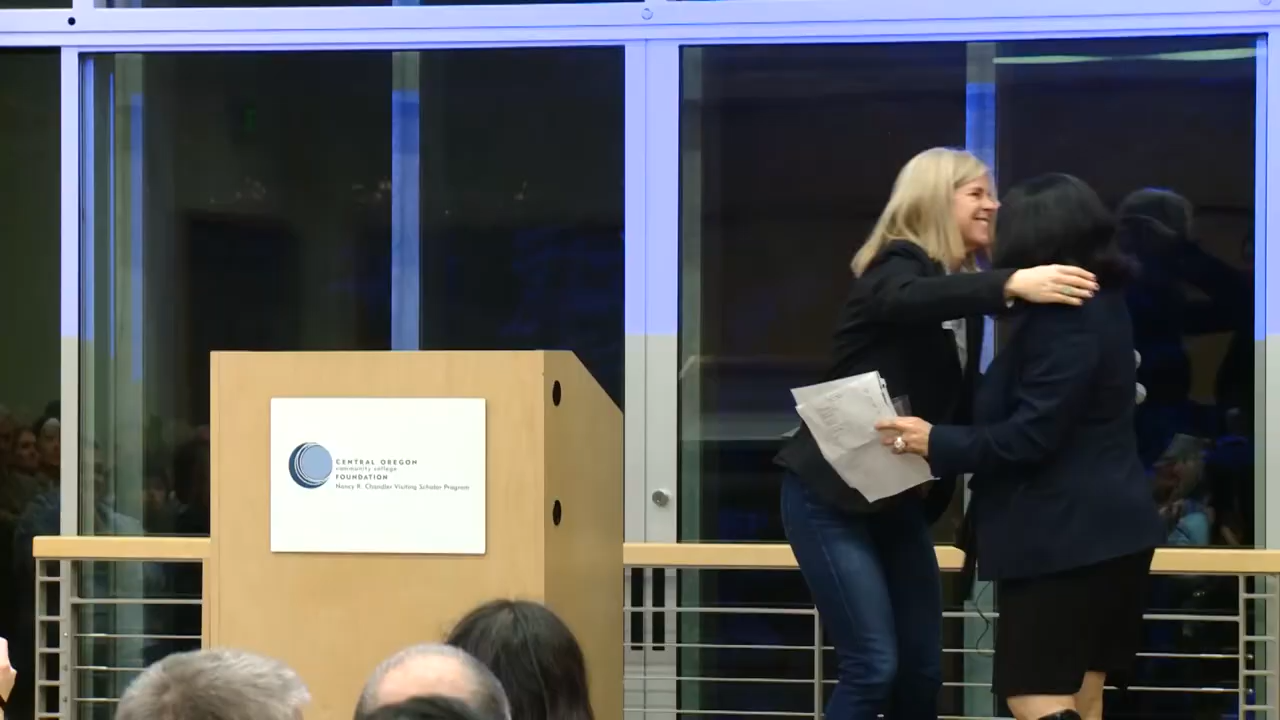 CENTRAL OREGON
community college
FOUNDATION
Nancy R. Chandler Visiting Scholar Program